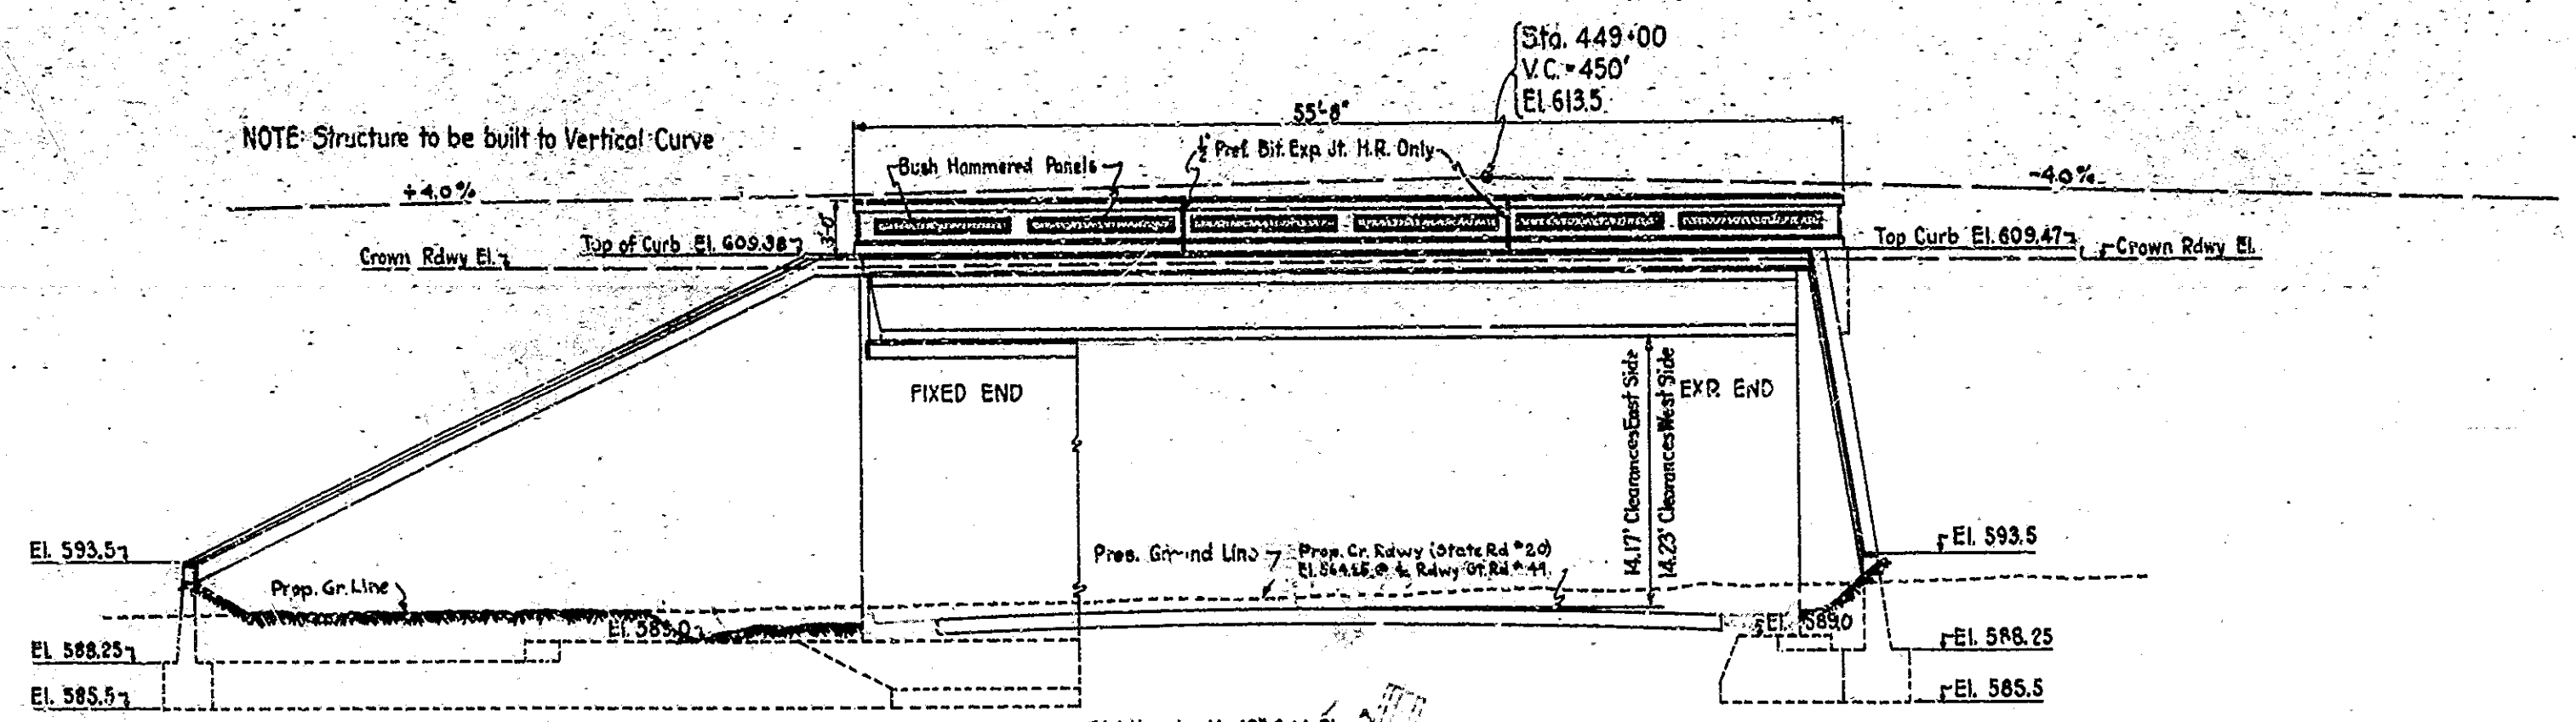 Sta. 449+00
V.C.=450'
El. 613.5
55'-8"
NOTE: Structure to be built to Vertical Curve
Bush Hammered Panels
½" Pref. Bit. Exp. Jt. H.R. Only
+4.0%
-4.0%
3'-0"
Top of Curb El. 609.38
Crown Rdwy El.
Top Curb El. 609.47
Crown Rdwy El.
FIXED END
EXP. END
14.17' Clearances East Side
14.23' Clearances West Side
El. 593.5
El. 593.5
Pres. Ground Line
Prop. Gr. Rdwy (State Rd #20)
Rdwy
Prop. Gr. Line
El. 589.0
El. 589.0
El. 588.25
El. 588.25
El. 585.5
El. 585.5